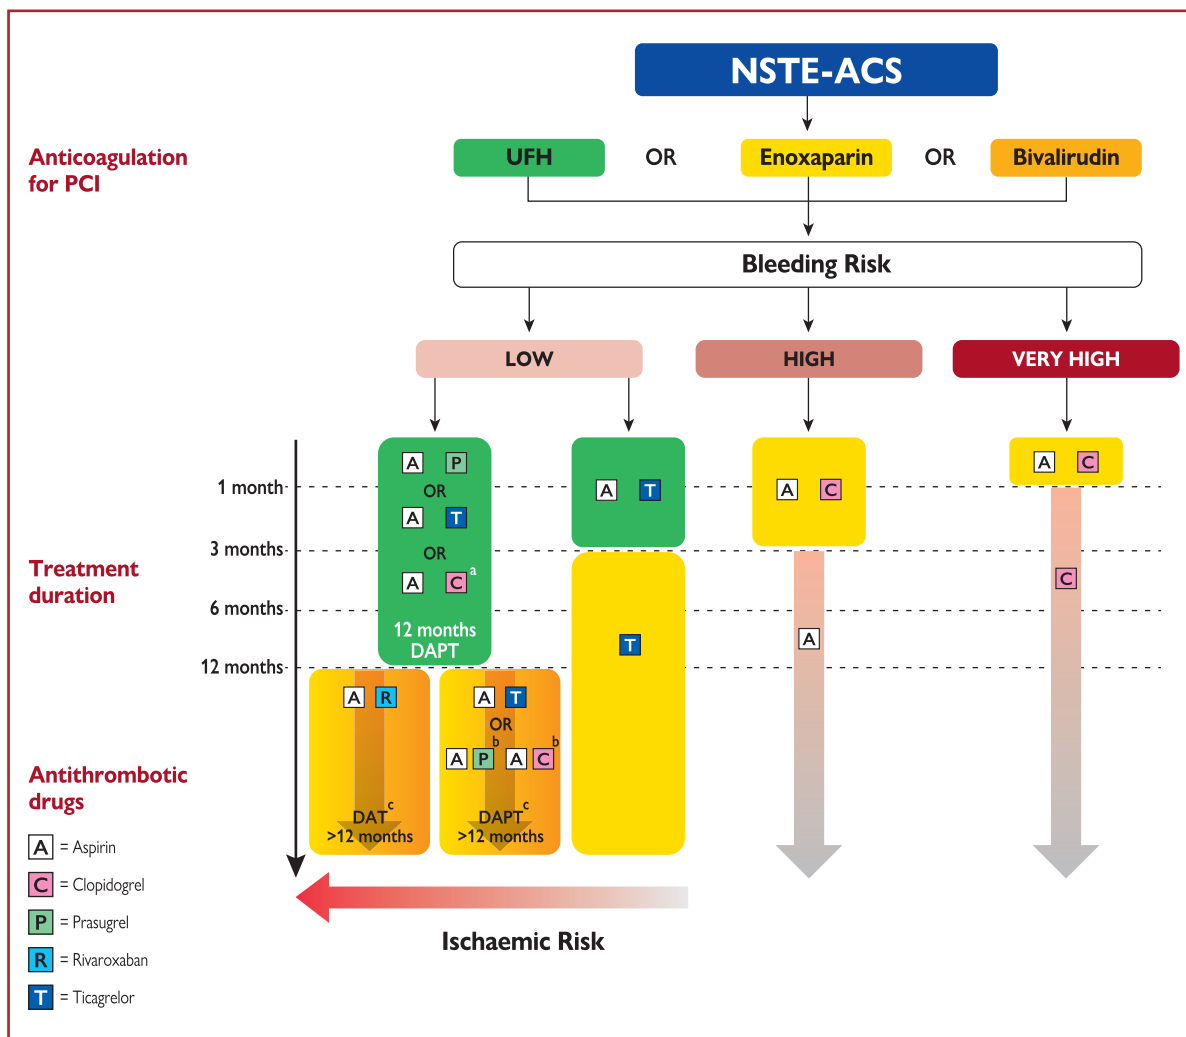 NSTE-ACS
Anticoagulation
for PCI
UFH OR Enoxaparin OR Bivalirudin
Bleeding Risk
LOW HIGH VERY HIGH
A P
OR
A T
OR
A C a
12 months
DAPT
A T
T
A C
A
A C
C
1 month
3 months
6 months
12 months
Treatment
duration
A R
DAT c
>12 months
A T
OR
A P b A C b
DAPT c
>12 months
Ischaemic Risk
Antithrombotic
drugs
A = Aspirin
C = Clopidogrel
P = Prasugrel
R = Rivaroxaban
T = Ticagrelor